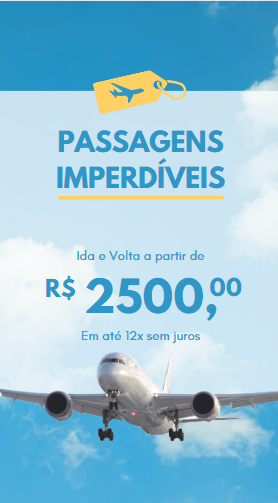 PASSAGENS
IMPERDÍVEIS
Ida e Volta a partir de
R$ 2500,00
Em até 12x sem juros